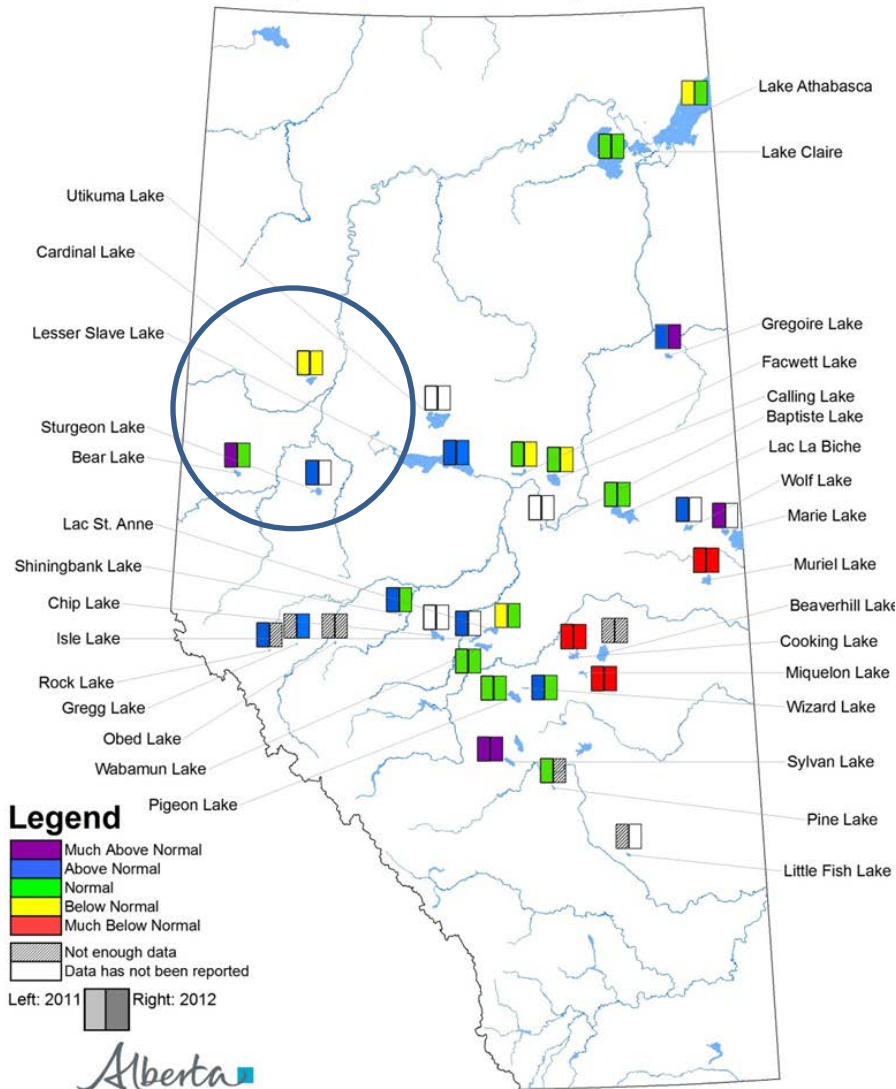 Lake Athabasca
Lake Claire
Utikuma Lake
Cardinal Lake
Lesser Slave Lake
Gregoire Lake
Facwett Lake
Calling Lake
Baptiste Lake
Sturgeon Lake
Bear Lake
Lac La Biche
Wolf Lake
Lac St. Anne
Marie Lake
Shiningbank Lake
Muriel Lake
Chip Lake
Beaverhill Lake
Isle Lake
Cooking Lake
Rock Lake
Miquelon Lake
Gregg Lake
Wizard Lake
Obed Lake
Wabamun Lake
Sylvan Lake
Pigeon Lake
Pine Lake
Little Fish Lake
Legend
Much Above Normal
Above Normal
Normal
Below Normal
Much Below Normal
Not enough data
Data has not been reported
Left: 2011 Right: 2012
Alberta